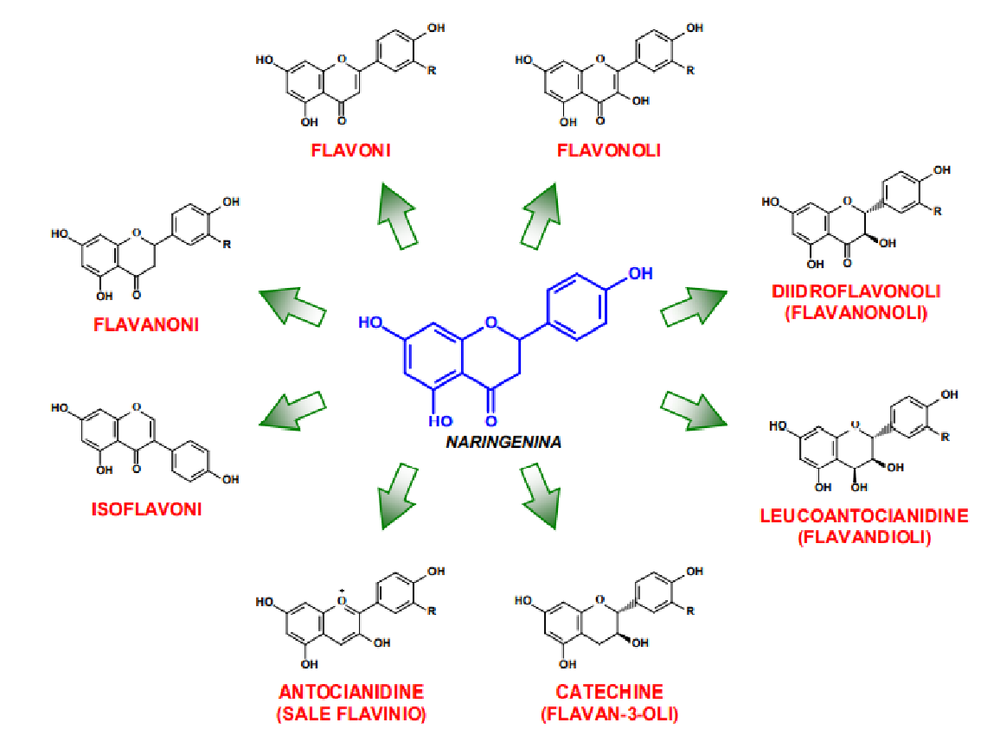 OH
HO
O
R
OH
O
FLAVONI
OH
HO
O
R
OH
OH
O
FLAVONOLI
OH
HO
O
R
OH
OH
O
DIIDROFLAVONOLI
(FLAVANONOLI)
OH
HO
O
R
OH
O
FLAVANONI
OH
HO
O
HO
O
NARINGENINA
HO
O
OH
O
OH
ISOFLAVONI
OH
HO
O
R
OH
OH
OH
LEUCOANTOCIANIDINE
(FLAVANDIOLI)
OH
+
HO
O
R
OH
OH
ANTOCIANIDINE
(SALE FLAVINIO)
OH
HO
O
R
OH
OH
CATECHINE
(FLAVAN-3-OLI)